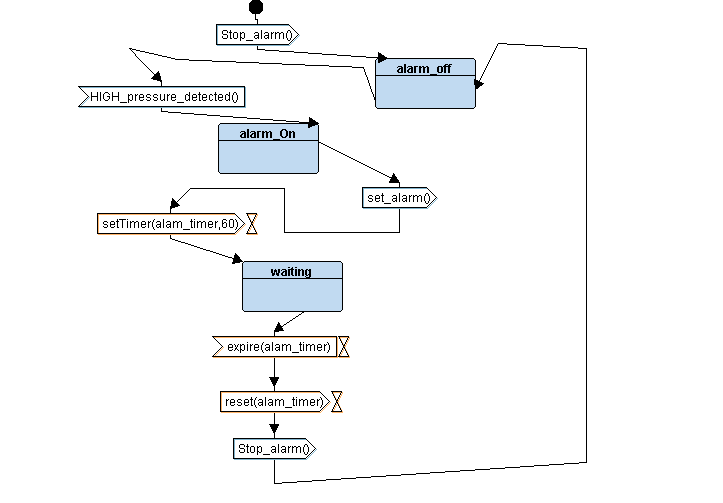 Stop_alarm()
alarm_off
HIGH_pressure_detected()
alarm_On
set_alarm()
setTimer(alam_timer,60)
waiting
expire(alam_timer)
reset(alam_timer)
Stop_alarm()